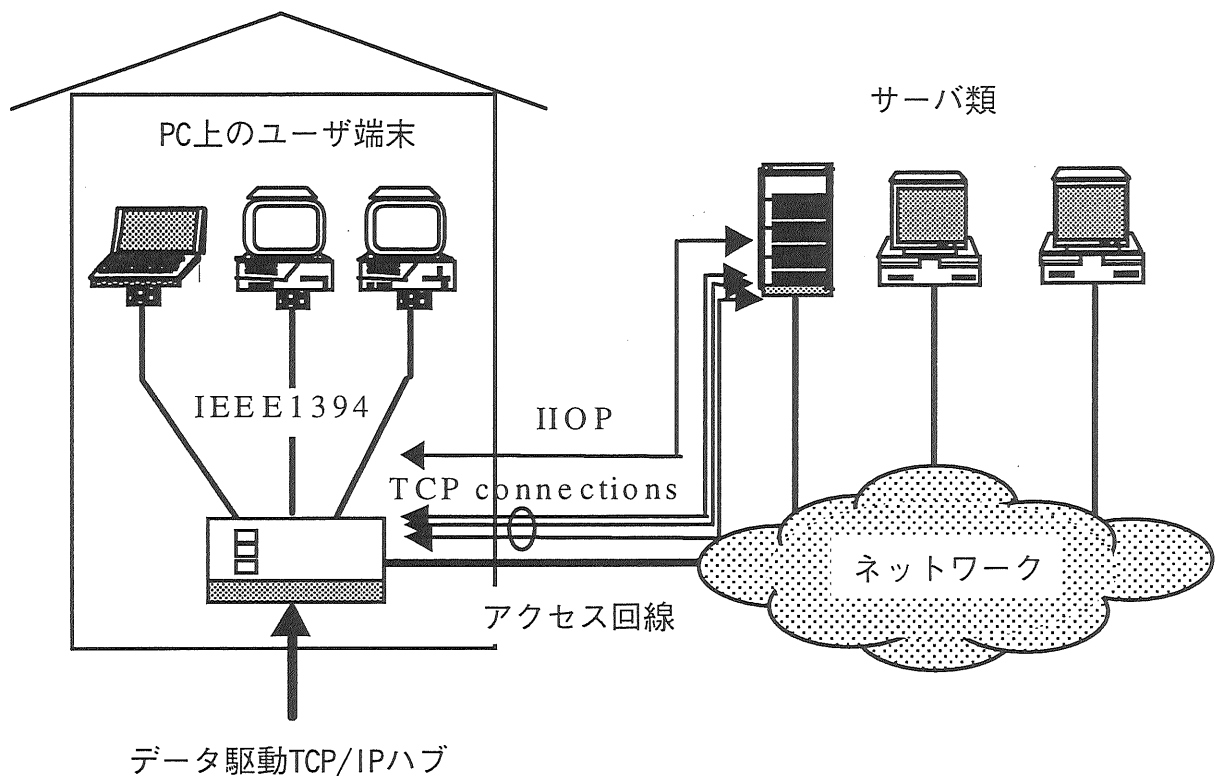 サーバ類
PC上のユーザ端末
IEEE1394
IIOP
TCP connections
ネットワーク
アクセス回線
データ駆動TCP/IPハブ